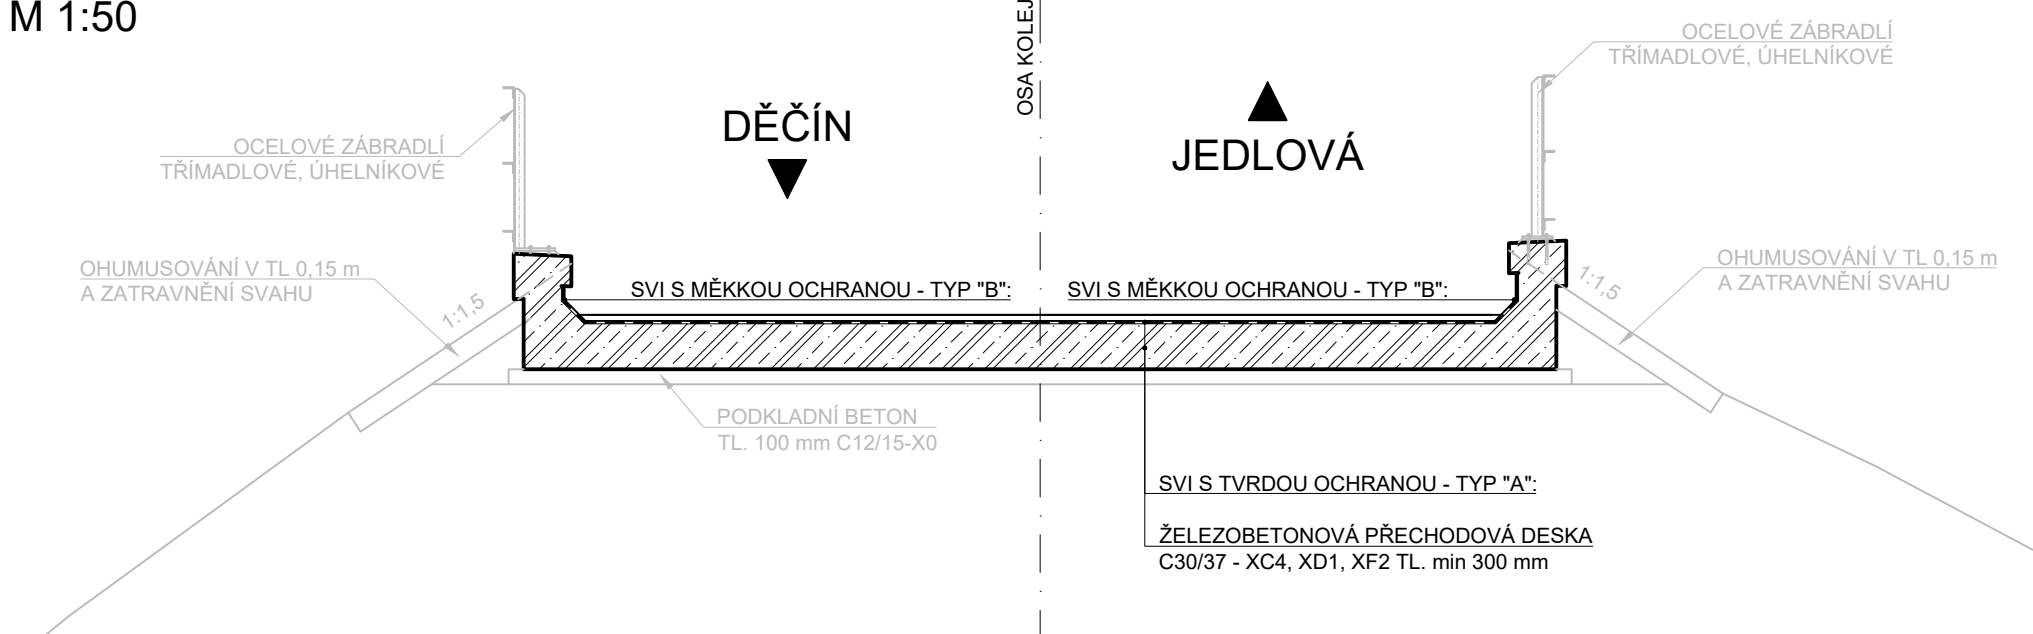 M 1:50
OSA KOLEJ
OCELOVÉ ZÁBRADLÍ
TŘÍMADLOVÉ, ÚHELNÍKOVÉ
DĚČÍN
JEDLOVÁ
OCELOVÉ ZÁBRADLÍ
TŘÍMADLOVÉ, ÚHELNÍKOVÉ
OHUMUSOVÁNÍ V TL 0,15 m
A ZATRAVNĚNÍ SVAHU
1:1,5
SVI S MĚKKOU OCHRANOU - TYP "B":
SVI S MĚKKOU OCHRANOU - TYP "B":
1:1,5
OHUMUSOVÁNÍ V TL 0,15 m
A ZATRAVNĚNÍ SVAHU
PODKLADNÍ BETON
TL. 100 mm C12/15-X0
SVI S TVRDOU OCHRANOU - TYP "A":
ŽELEZOBETONOVÁ PŘECHODOVÁ DESKA
C30/37 - XC4, XD1, XF2 TL. min 300 mm